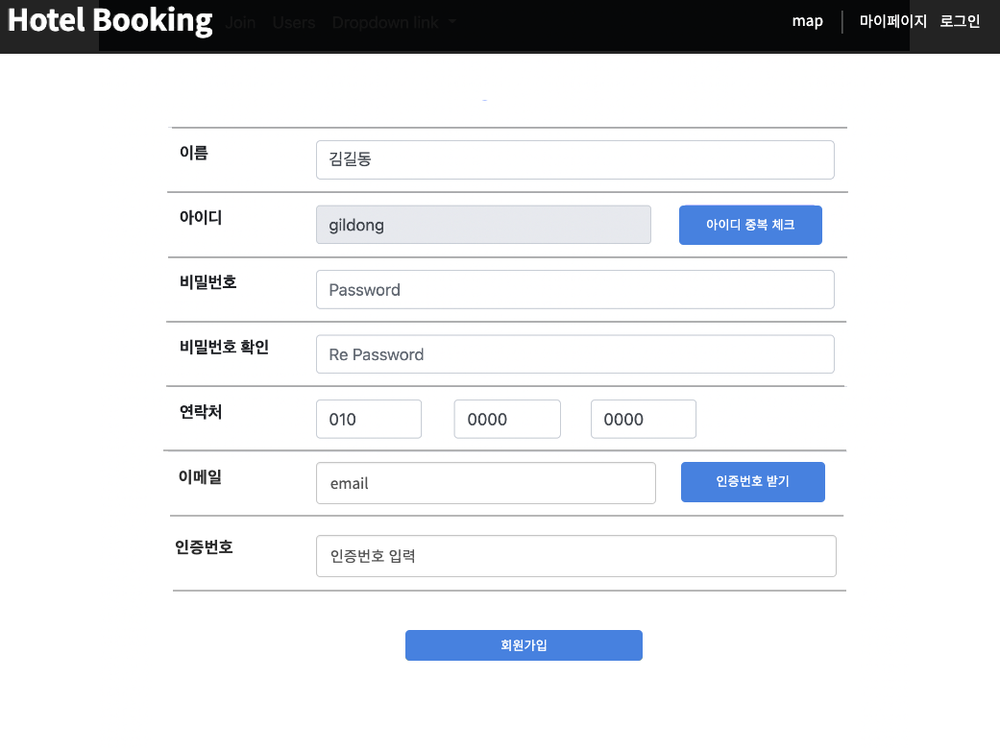 Hotel Booking Join Users Dropdown link map 마이페이지 로그인
이름 김길동
아이디 gildong 아이디 중복 체크
비밀번호 Password
비밀번호 확인 Re Password
연락처 010 0000 0000
이메일 email 인증번호 받기
인증번호 인증번호 입력
회원가입